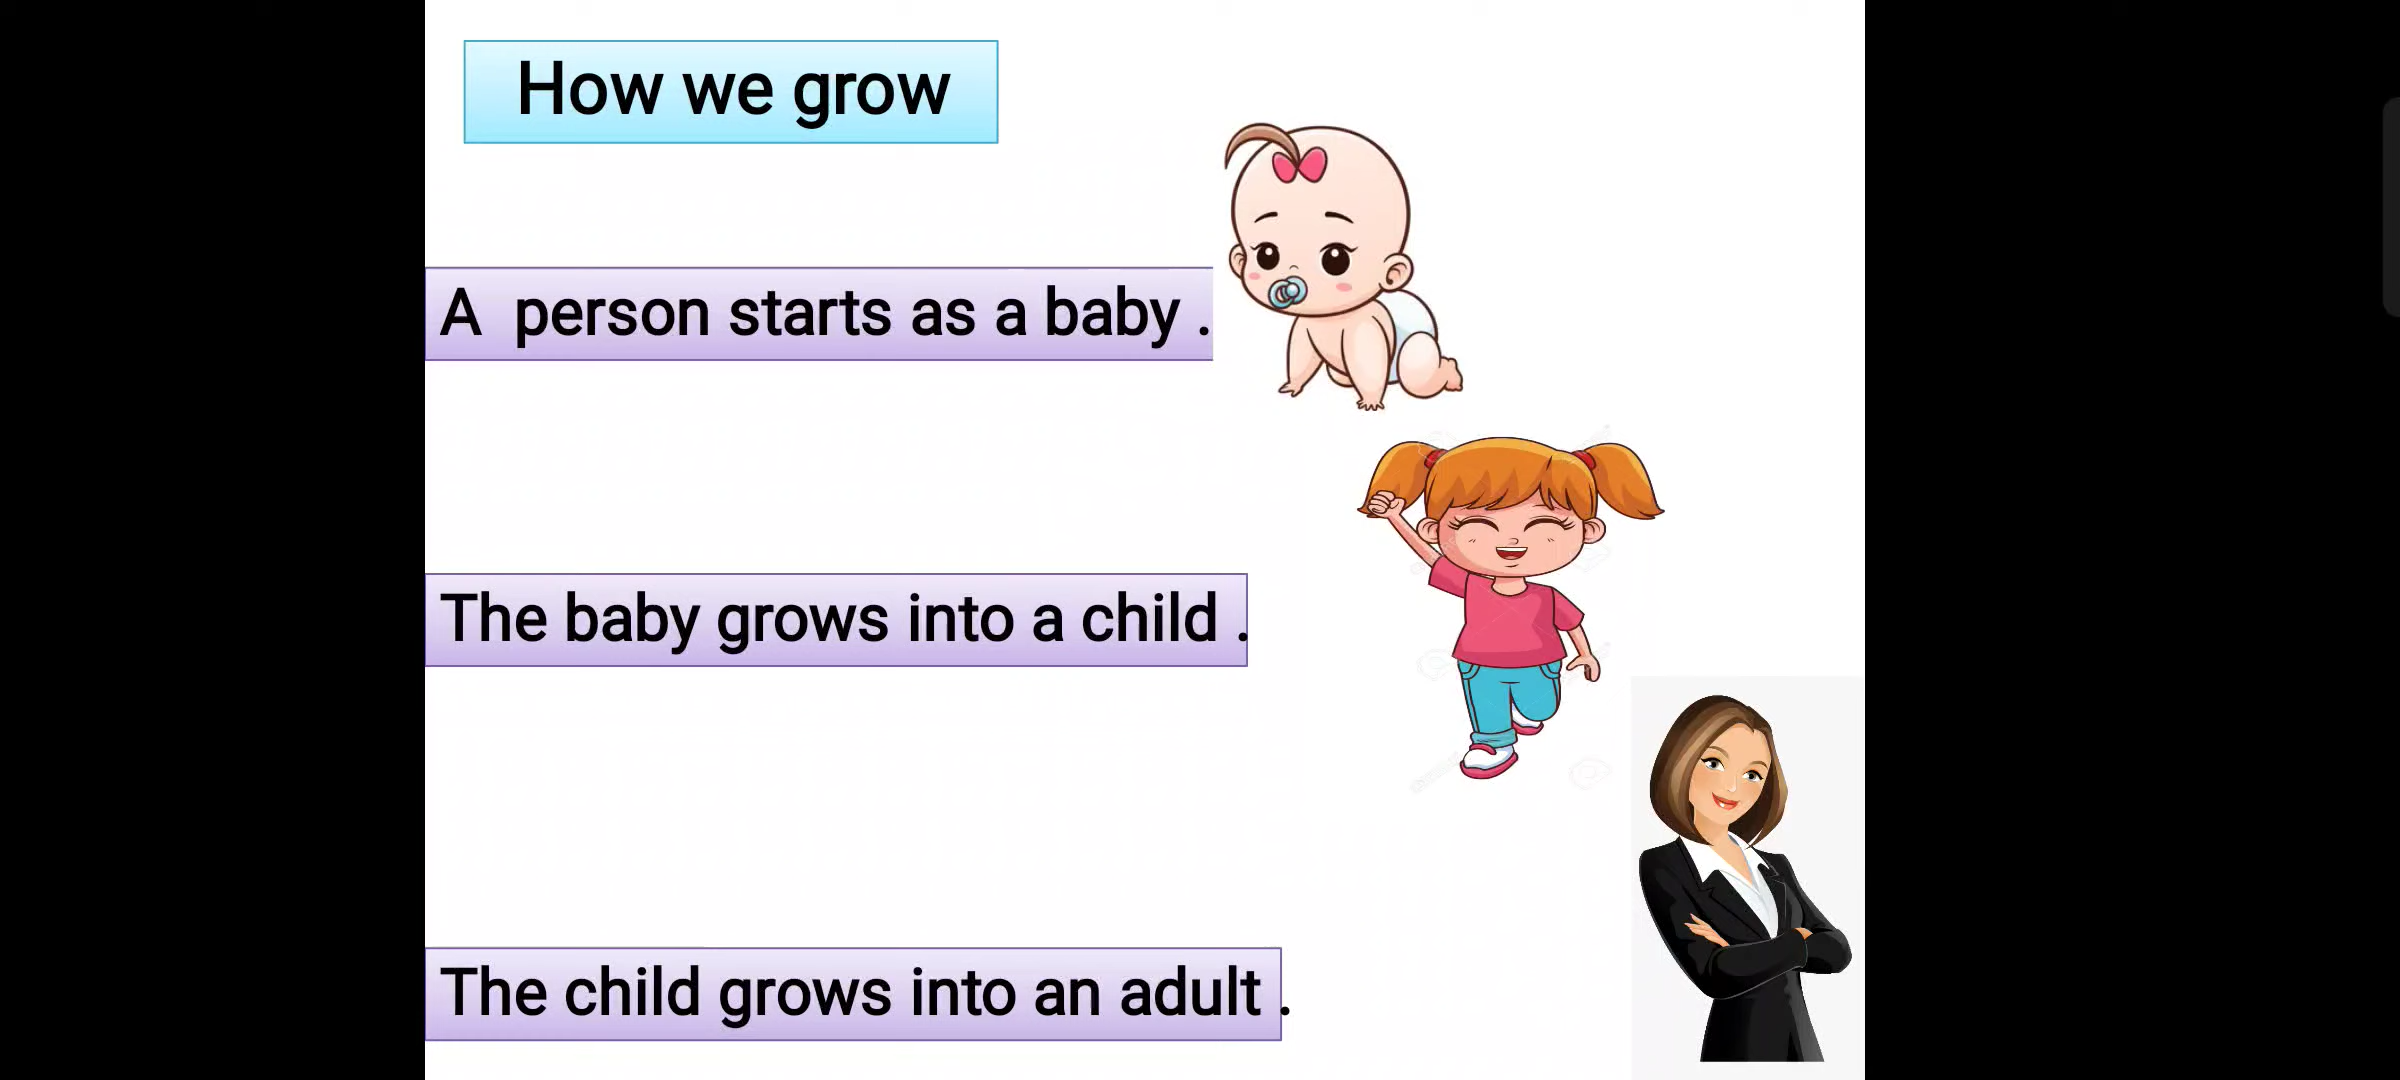 How we grow
A person starts as a baby .
The baby grows into a child .
The child grows into an adult .